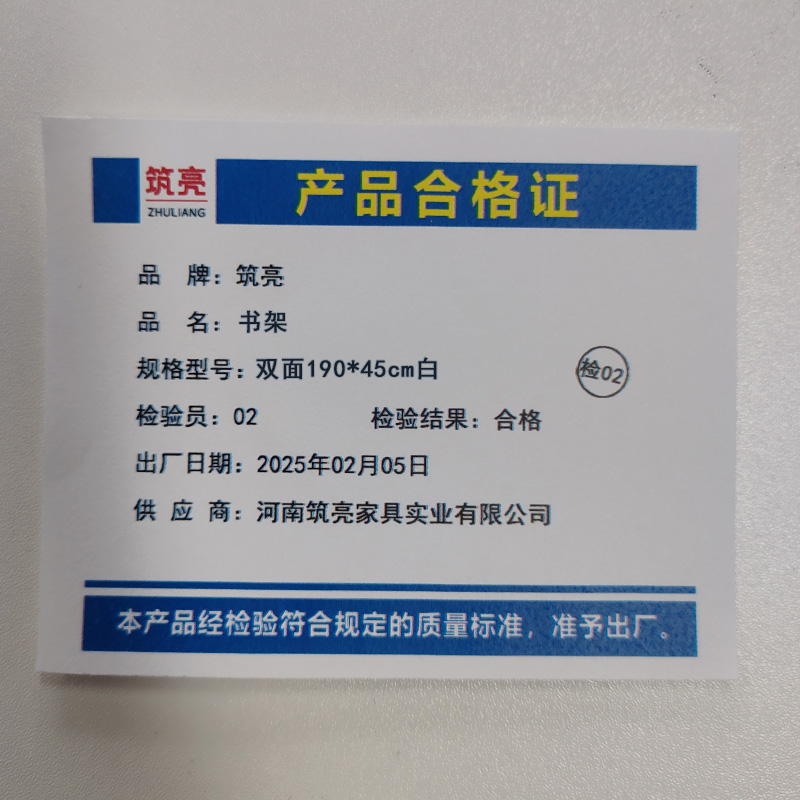 筑亮
ZHULIANG
产品合格证
品 牌：筑亮
品 名：书架
规格型号：双面190*45cm白
检02
检验员：02 检验结果：合格
出厂日期：2025年02月05日
供 应 商：河南筑亮家具实业有限公司
本产品经检验符合规定的质量标准，准予出厂。